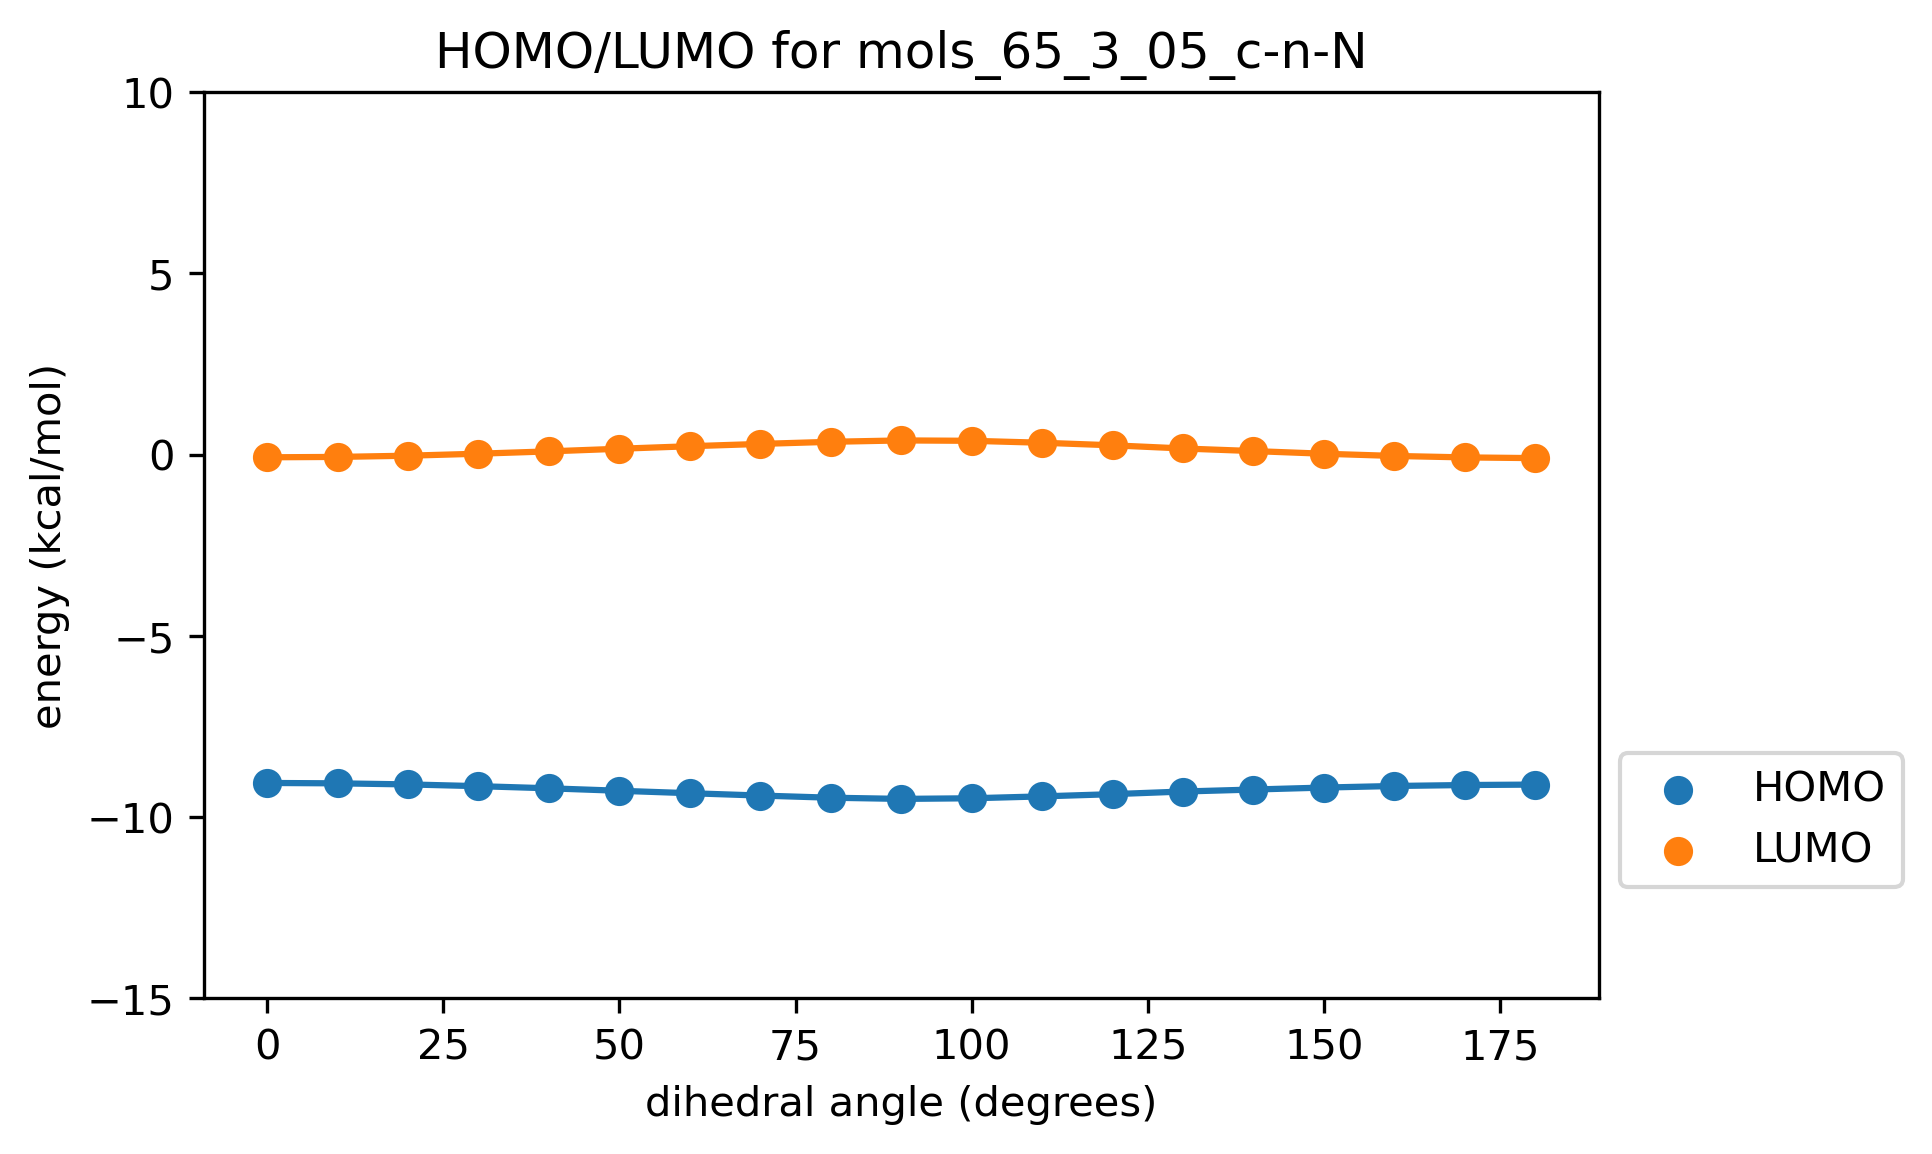 HOMO/LUMO for mols_65_3_05_c-n-N
10
5
0
−5
−10
−15
energy (kcal/mol)
0 25 50 75 100 125 150 175
dihedral angle (degrees)
HOMO
LUMO